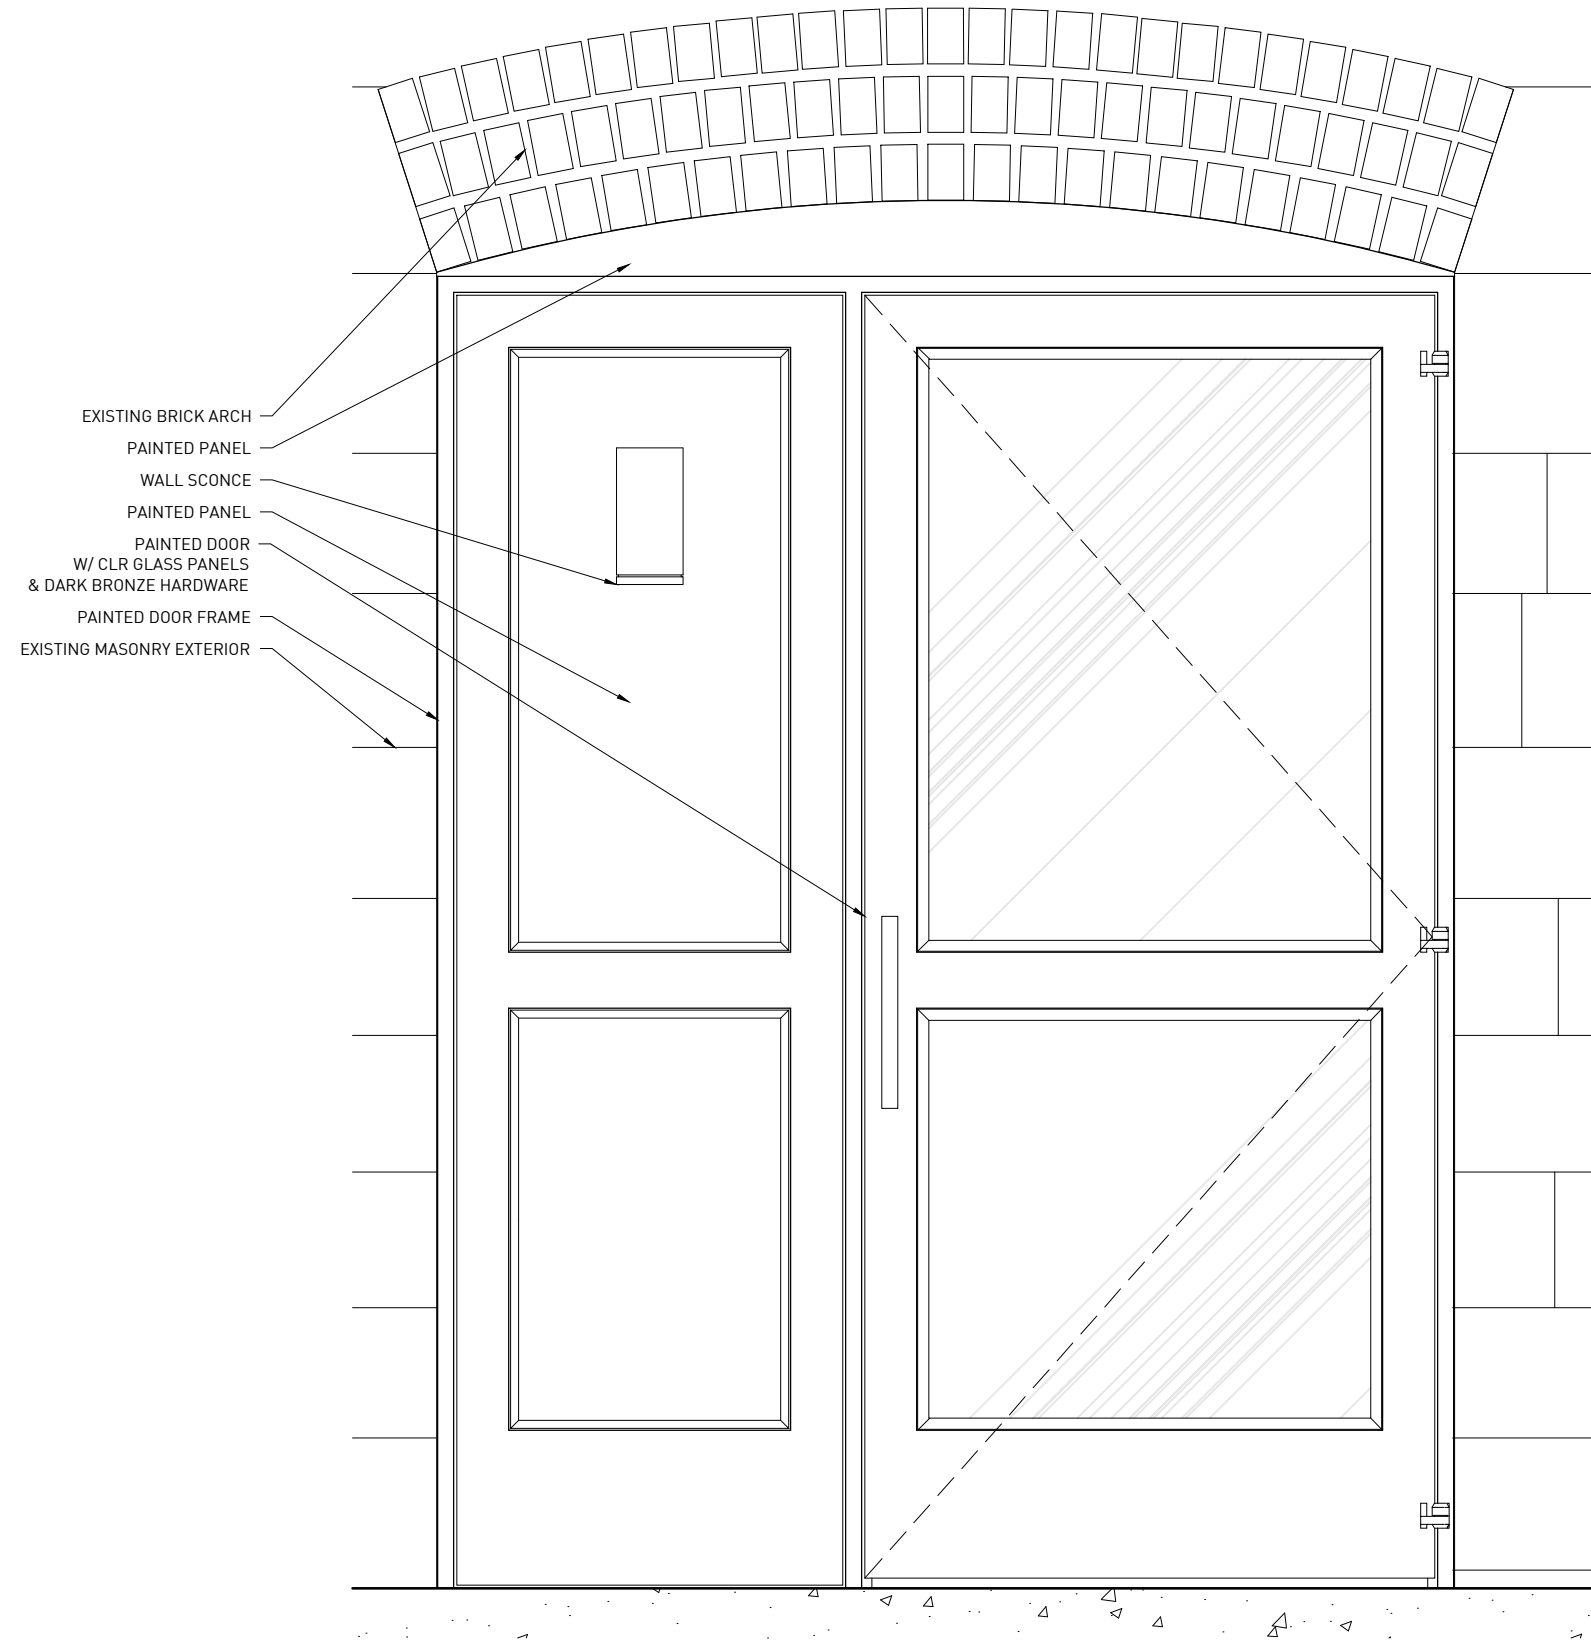 EXISTING BRICK ARCH
PAINTED PANEL
WALL SCONCE
PAINTED PANEL
PAINTED DOOR
W/ CLR GLASS PANELS
& DARK BRONZE HARDWARE
PAINTED DOOR FRAME
EXISTING MASONRY EXTERIOR